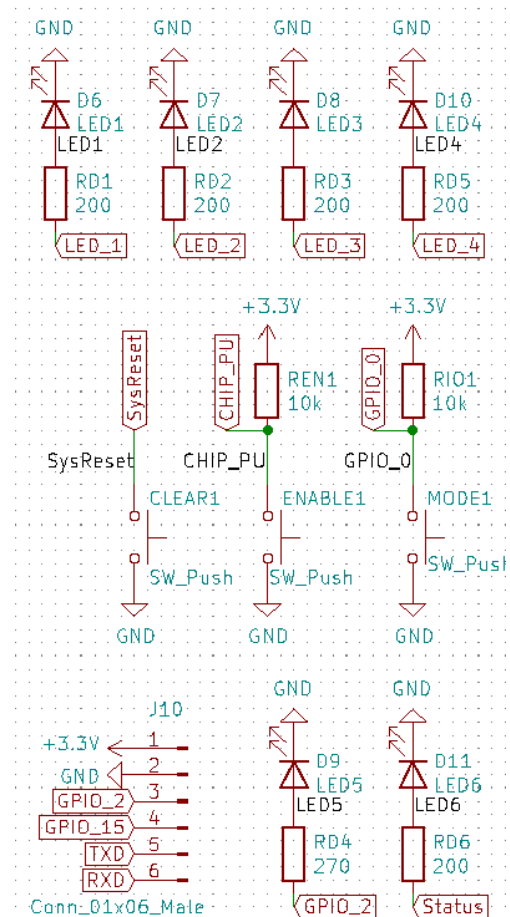 GND GND GND GND
D6 D7 D8 D10
LED1 LED2 LED3 LED4
LED1 LED2 LED4
RD1 RD2 RD3 RD5
200 200 200 200
LED_1 LED_2 LED_3 LED_4
+3.3V +3.3V
SysReset CHIP_PU GPIO_0
REN1 RIO1
10k 10k
SysReset CHIP_PU GPIO_0
CLEAR1 ENABLE1 MODE1
SW_Push SW_Push SW_Push
GND GND GND
J10 GND GND
+3.3V 1
GND 2
GPIO_2 3
GPIO_15 4
TXD 5
RXD 6
Conn_01x06_Male
D9 D11
LED5 LED6
LED5 LED6
RD4 RD6
270 200
GPIO_2 Status